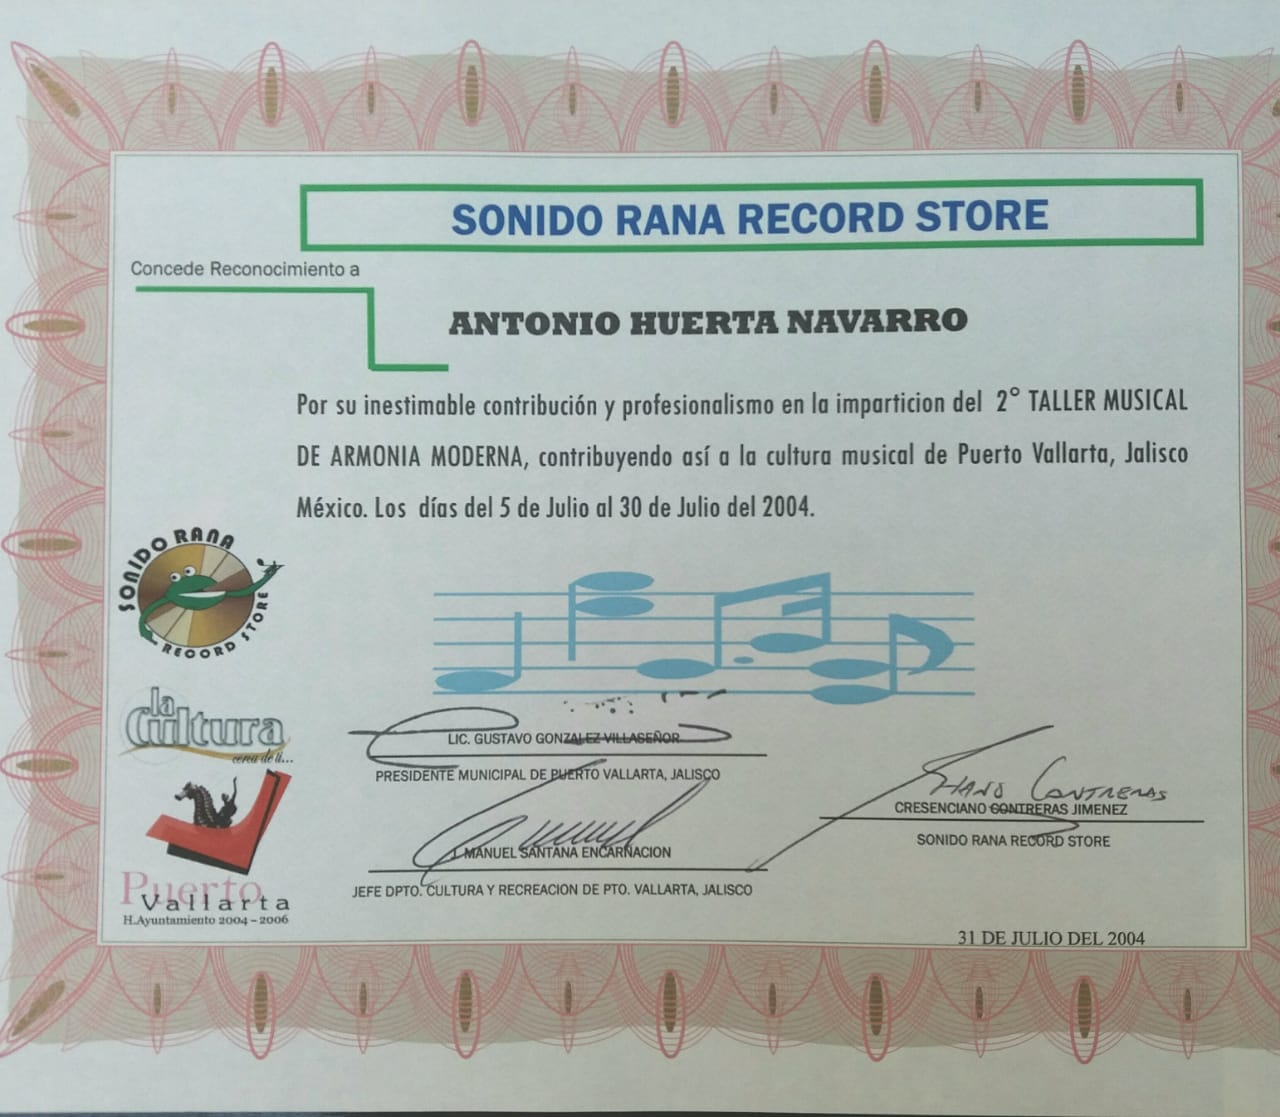 SONIDO RANA RECORD STORE
Concede Reconocimiento a
ANTONIO HUERTA NAVARRO
Por su inestimable contribución y profesionalismo en la imparticion del 2° TALLER MUSICAL
DE ARMONIA MODERNA, contribuyendo así a la cultura musical de Puerto Vallarta, Jalisco
México. Los días del 5 de Julio al 30 de Julio del 2004.
SONIDO RANA
RECORD STORE
la
Cultura
cerca de ti...
LIC. GUSTAVO GONZALEZ VILLASEÑOR
PRESIDENTE MUNICIPAL DE PUERTO VALLARTA, JALISCO
J. MANUEL SANTANA ENCARNACION
JEFE DPTO. CULTURA Y RECREACION DE PTO. VALLARTA, JALISCO
CONTRERAS
CRESENCIANO CONTRERAS JIMENEZ
SONIDO RANA RECORD STORE
Puerto
Vallarta
H.Ayuntamiento 2004 - 2006
31 DE JULIO DEL 2004